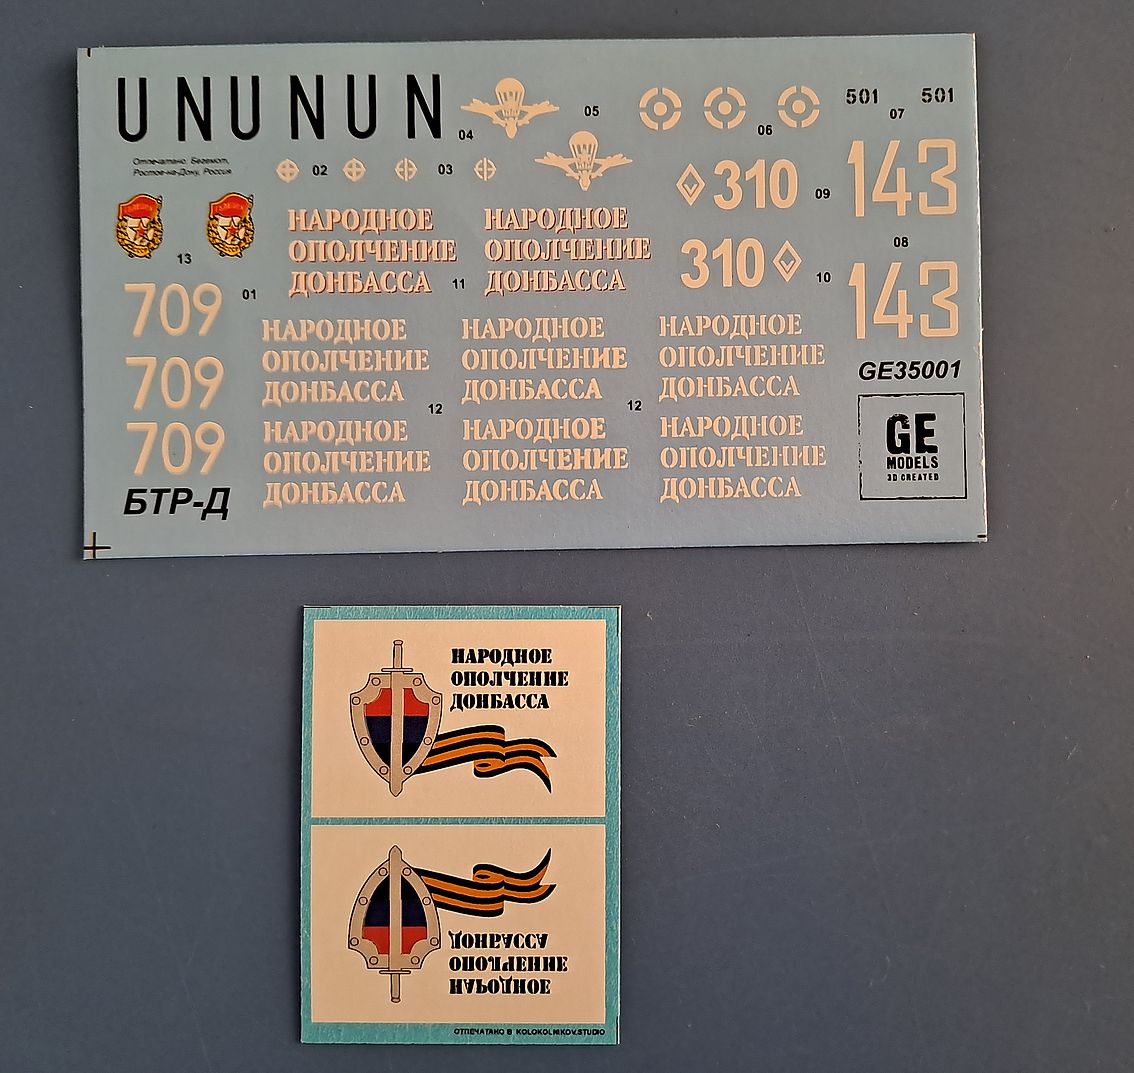 U N U N U N
04
05
06
501 501
07
Отпечатано. Бегемот,
Ростов-на-Дону, Россия
02
03
310
09
143
13
НАРОДНОЕ
ОПОЛЧЕНИЕ
ДОНБАССА
11
НАРОДНОЕ
ОПОЛЧЕНИЕ
ДОНБАССА
310
10
08
143
709
01
709
709
НАРОДНОЕ
ОПОЛЧЕНИЕ
ДОНБАССА
НАРОДНОЕ
ОПОЛЧЕНИЕ
ДОНБАССА
НАРОДНОЕ
ОПОЛЧЕНИЕ
ДОНБАССА
12
12
НАРОДНОЕ
ОПОЛЧЕНИЕ
ДОНБАССА
НАРОДНОЕ
ОПОЛЧЕНИЕ
ДОНБАССА
НАРОДНОЕ
ОПОЛЧЕНИЕ
ДОНБАССА
GE35001
GE
MODELS
3D CREATED
БТР-Д
НАРОДНОЕ
ОПОЛЧЕНИЕ
ДОНБАССА
НАРОДНОЕ
ОПОЛЧЕНИЕ
ДОНБАССА
ОТПЕЧАТАНО В KOLOKOLNIKOV.STUDIO